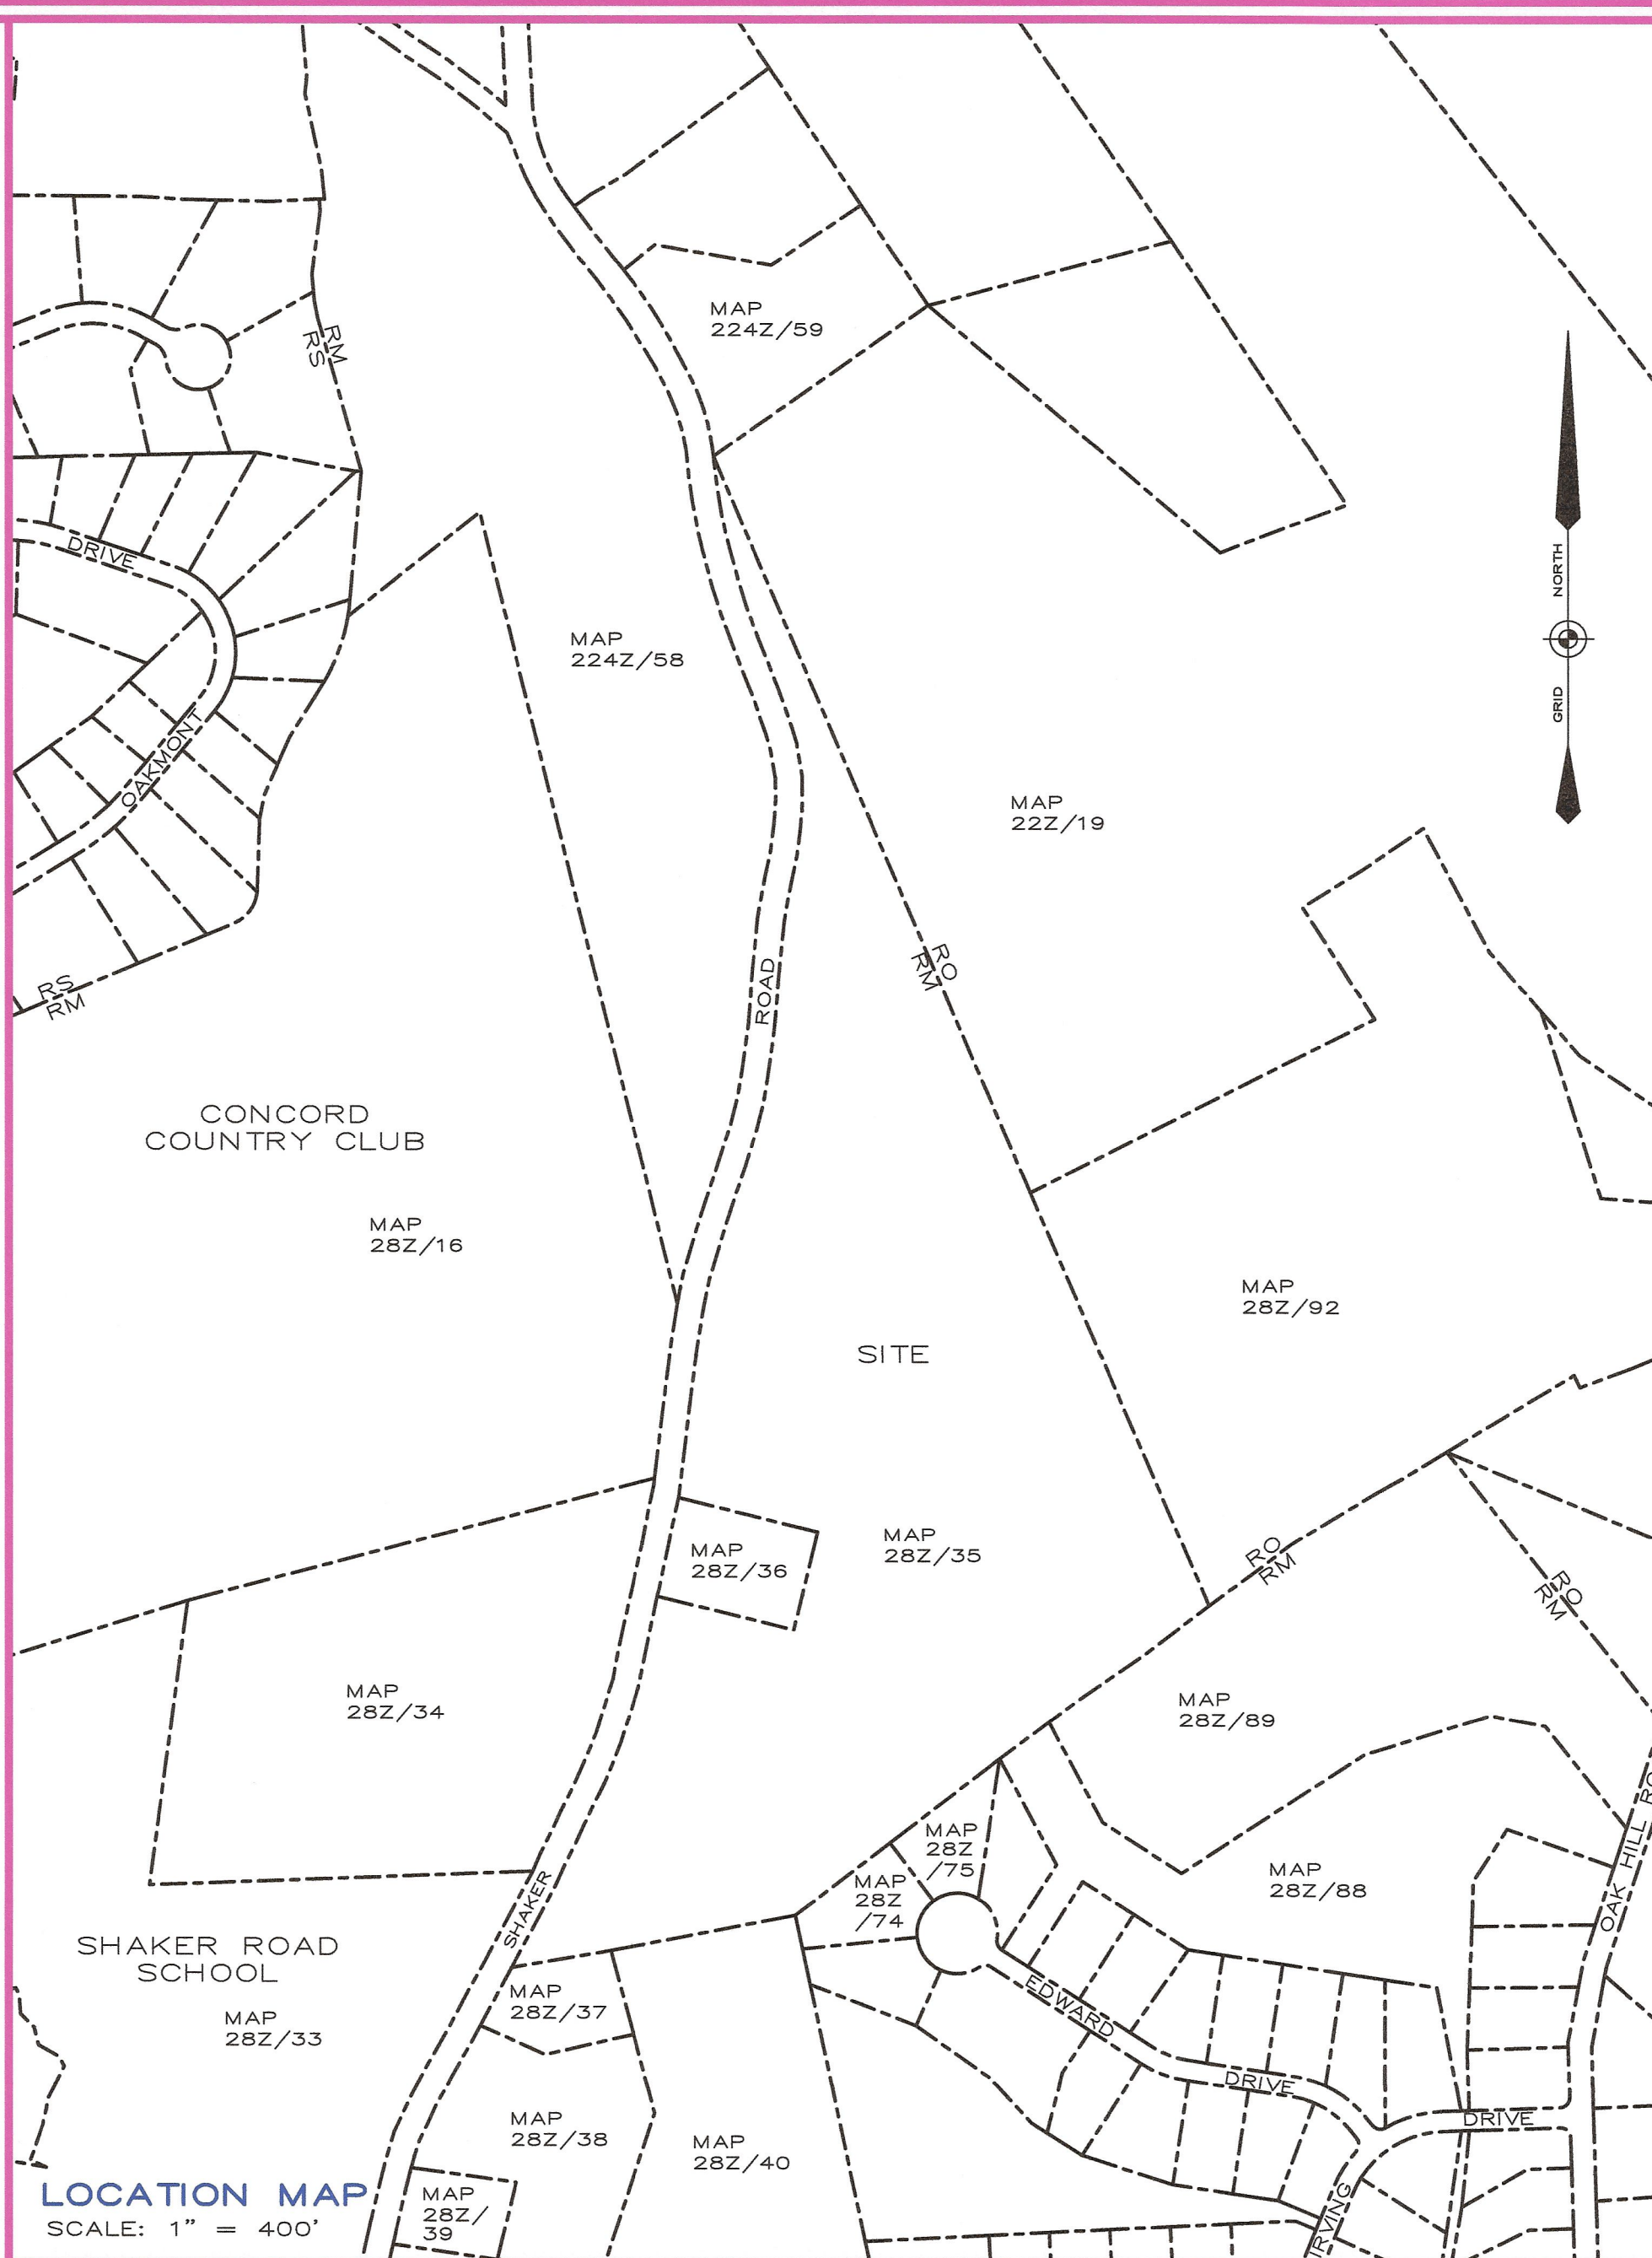 MAP
224Z/59
RM
RS
DRIVE
NORTH
MAP
224Z/58
GRID
OAKMONT
MAP
22Z/19
RO
RM
RS
RM
ROAD
CONCORD
COUNTRY CLUB
MAP
28Z/16
MAP
28Z/92
SITE
MAP
28Z/35
MAP
28Z/36
RO
RM
RO
RM
MAP
28Z/34
MAP
28Z/89
MAP
28Z
/75
MAP
28Z
/74
MAP
28Z/88
OAK HILL
SHAKER
SHAKER ROAD
SCHOOL
MAP
28Z/33
MAP
28Z/37
EDWARD
DRIVE
DRIVE
MAP
28Z/38
MAP
28Z/40
MAP
28Z/
39
IRVING
LOCATION MAP
SCALE: 1" = 400'